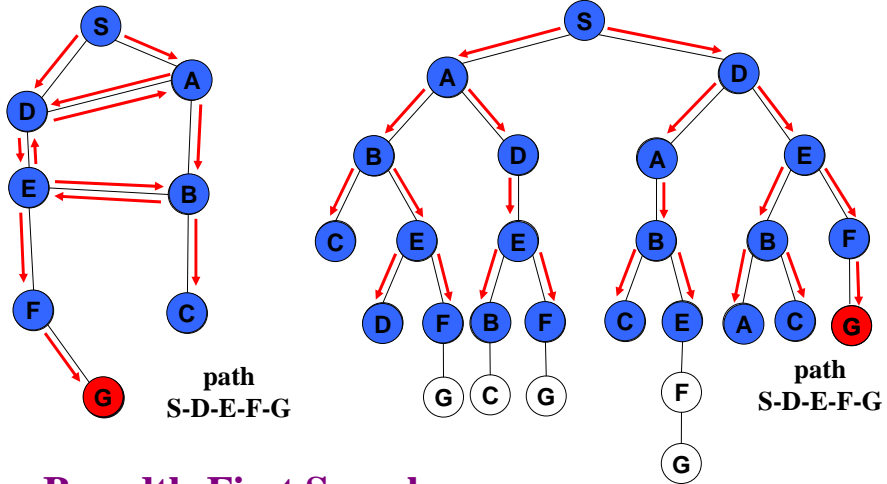 S
A
D
E B
F C
G
path
S-D-E-F-G
S
A D
B D A E
C E E B B F
D F B F C E A C G
G C G F
G
path
S-D-E-F-G